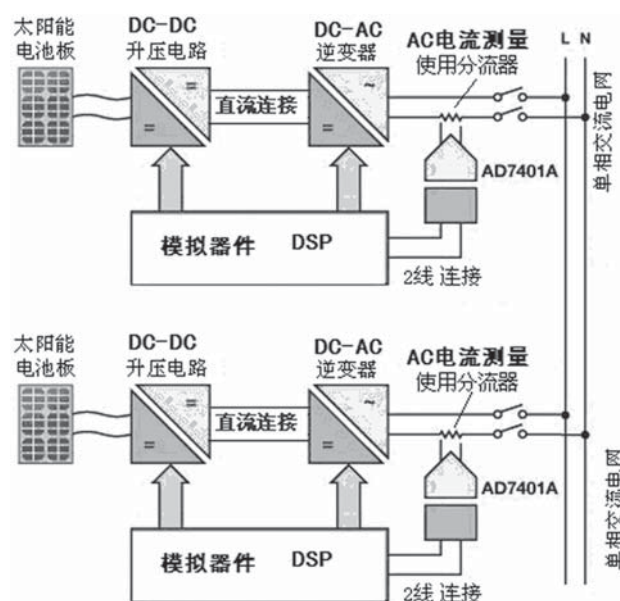 太阳能
电池板
DC-DC
升压电路
DC-AC
逆变器
AC电流测量
使用分流器
L N
=
=
直流连接
~
=
AD7401A
单相交流电网
模拟器件 DSP
2线 连接
太阳能
电池板
DC-DC
升压电路
DC-AC
逆变器
AC电流测量
使用分流器
=
=
直流连接
~
=
AD7401A
单相交流电网
模拟器件 DSP
2线 连接